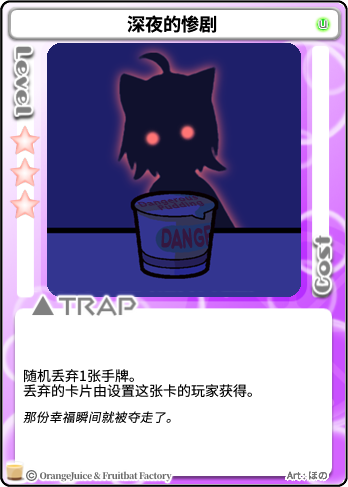 深夜的惨剧
U
Level
DANGER
Cost
TRAP
随机丢弃1张手牌。
丢弃的卡片由设置这张卡的玩家获得。
那份幸福瞬间就被夺走了。
© OrangeJuice & Fruitbat Factory
Art: ほの